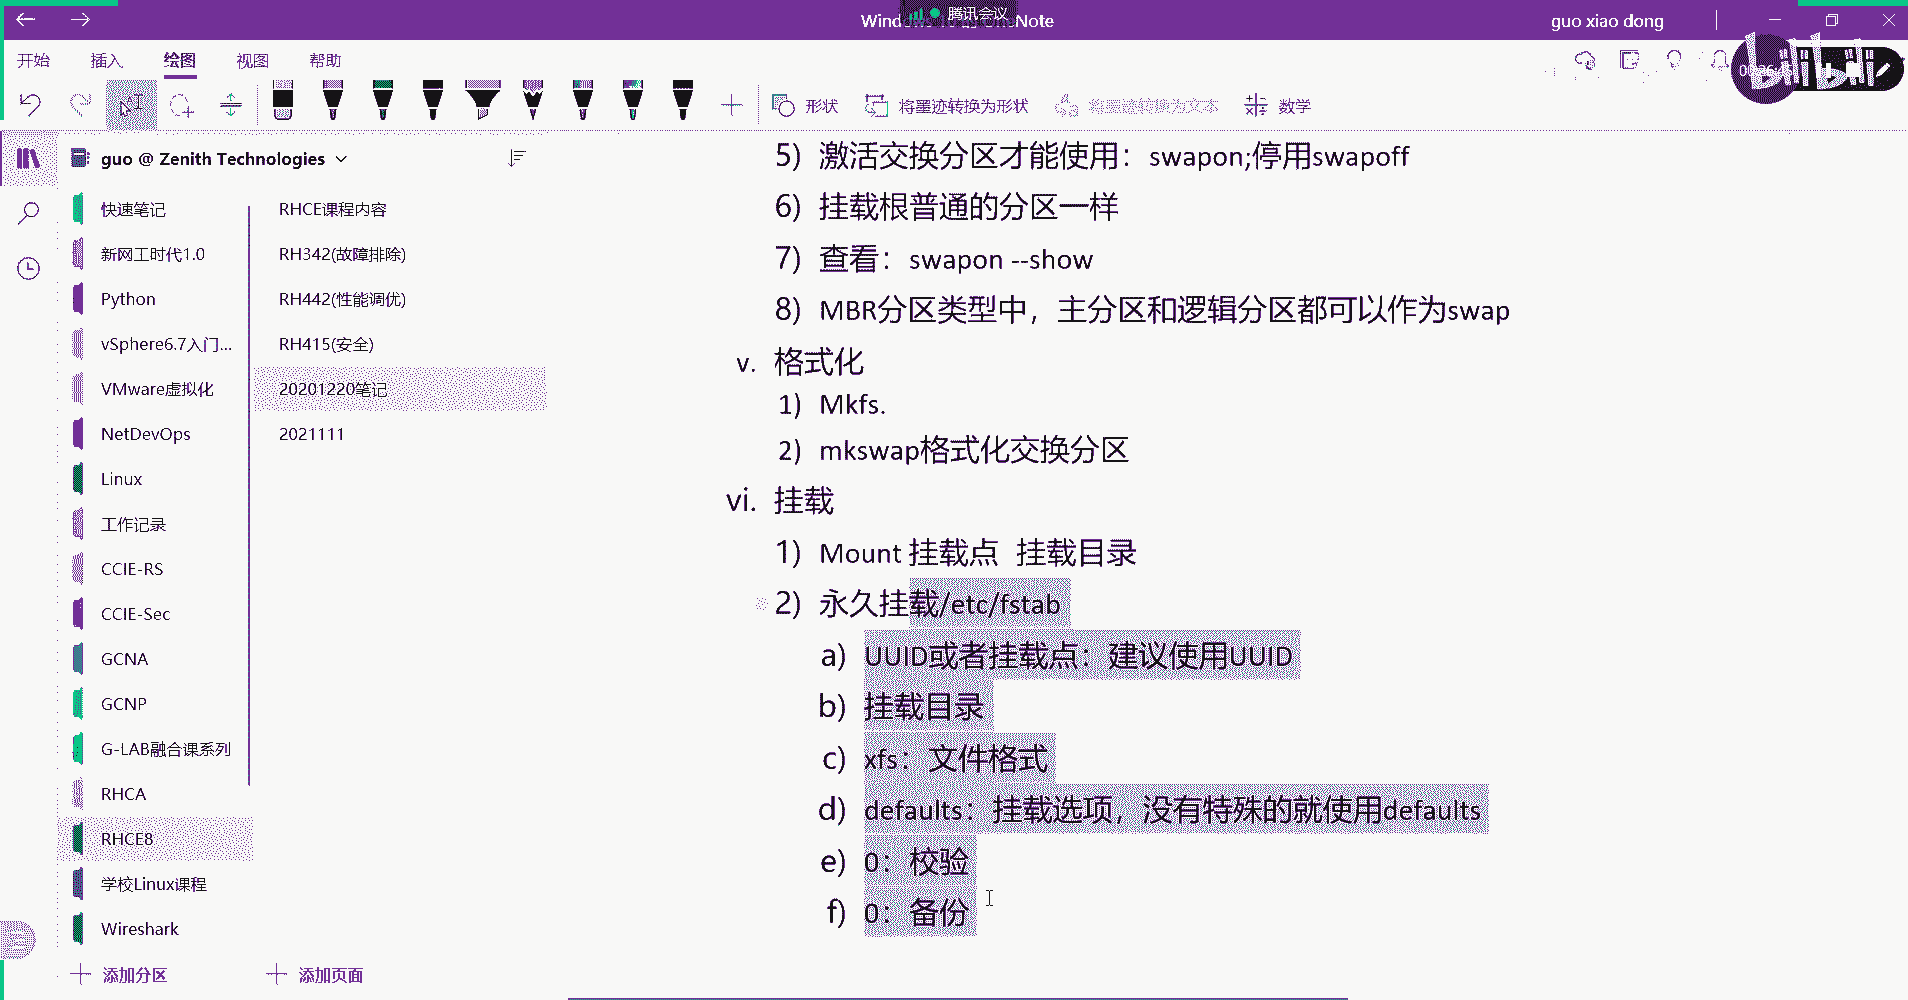 腾讯会议
guo xiao dong
开始 插入 绘图 视图 帮助
形状 将墨迹转换为形状 将墨迹转换为文本 数学
guo @ Zenith Technologies
快速笔记
新网工时代1.0
Python
vSphere6.7入门...
VMware虚拟化
NetDevOps
Linux
工作记录
CCIE-RS
CCIE-Sec
GCNA
GCNP
G-LAB融合课系列
RHCA
RHCE8
学校Linux课程
Wireshark
添加分区
RHCE课程内容
RH342(故障排除)
RH442(性能调优)
RH415(安全)
20201220笔记
2021111
添加页面
5) 激活交换分区才能使用：swapon;停用swapoff
6) 挂载根普通的分区一样
7) 查看：swapon --show
8) MBR分区类型中，主分区和逻辑分区都可以作为swap
v. 格式化
1) Mkfs.
2) mkswap格式化交换分区
vi. 挂载
1) Mount 挂载点 挂载目录
2) 永久挂载/etc/fstab
a) UUID或者挂载点：建议使用UUID
b) 挂载目录
c) xfs：文件格式
d) defaults：挂载选项，没有特殊的就使用defaults
e) 0：校验
f) 0：备份
bilibili